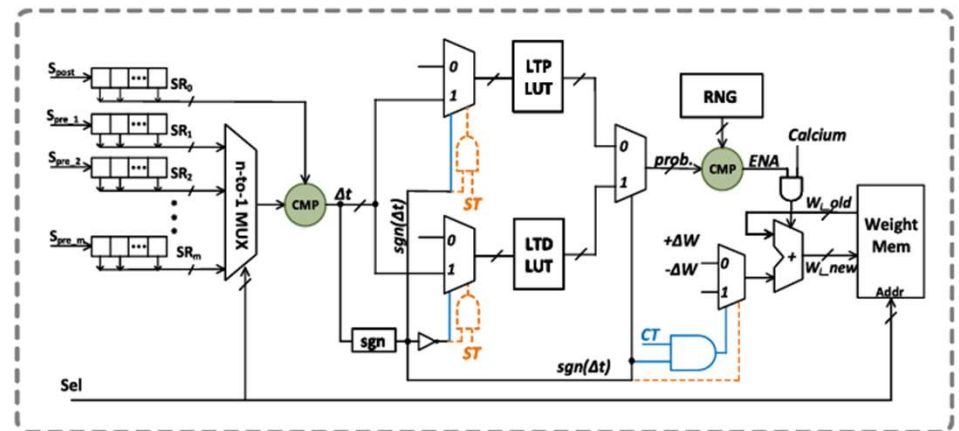 S_post
SR_0
S_pre_1
SR_1
S_pre_2
SR_2
S_pre_m
SR_m
n-to-1 MUX
CMP
Δt
0
1
LTP
LUT
ST
sgn(Δt)
0
1
LTD
LUT
ST
sgn
0
1
prob.
RNG
CMP
ENA
Calcium
W_i_old
+
W_i_new
Weight
Mem
Addr
+ΔW
-ΔW
0
1
CT
sgn(Δt)
Sel